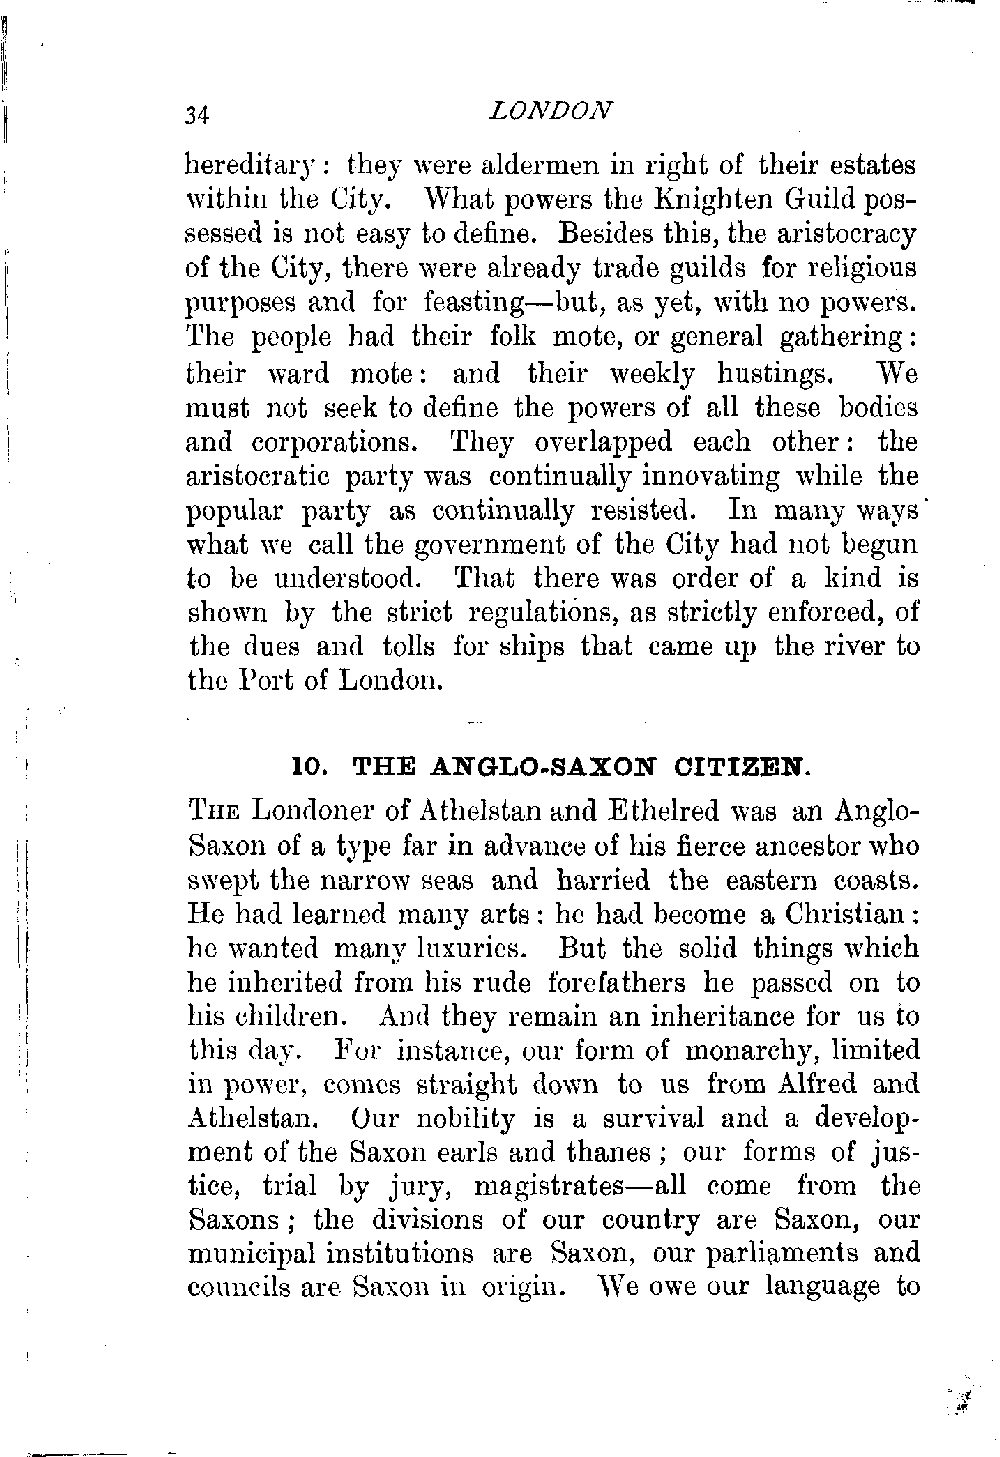 34 LONDON
hereditary : they were aldermen in right of their estates
within the City. What powers the Knighten Guild pos-
sessed is not easy to define. Besides this, the aristocracy
of the City, there were already trade guilds for religious
purposes and for feasting—but, as yet, with no powers.
The people had their folk mote, or general gathering :
their ward mote : and their weekly hustings. We
must not seek to define the powers of all these bodies
and corporations. They overlapped each other : the
aristocratic party was continually innovating while the
popular party as continually resisted. In many ways
what we call the government of the City had not begun
to be understood. That there was order of a kind is
shown by the strict regulations, as strictly enforced, of
the dues and tolls for ships that came up the river to
the Port of London.
10. THE ANGLO-SAXON CITIZEN.
THE Londoner of Athelstan and Ethelred was an Anglo-
Saxon of a type far in advance of his fierce ancestor who
swept the narrow seas and harried the eastern coasts.
He had learned many arts : he had become a Christian :
he wanted many luxuries. But the solid things which
he inherited from his rude forefathers he passed on to
his children. And they remain an inheritance for us to
this day. For instance, our form of monarchy, limited
in power, comes straight down to us from Alfred and
Athelstan. Our nobility is a survival and a develop-
ment of the Saxon earls and thanes ; our forms of jus-
tice, trial by jury, magistrates—all come from the
Saxons ; the divisions of our country are Saxon, our
municipal institutions are Saxon, our parliaments and
councils are Saxon in origin. We owe our language to